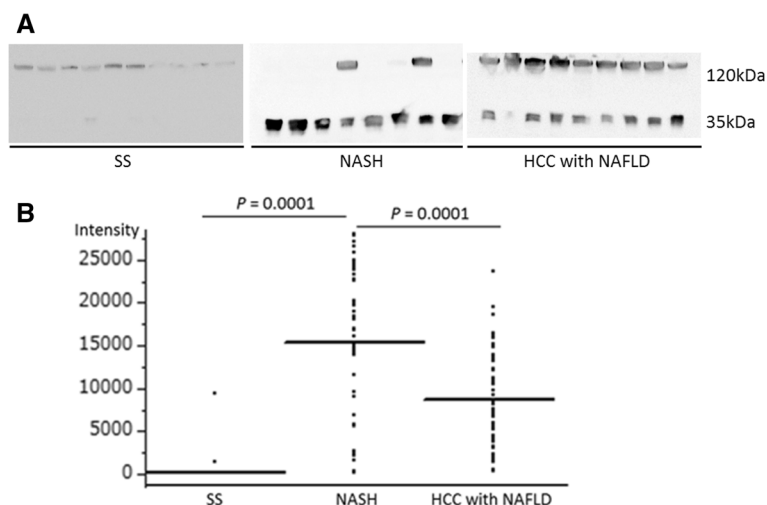 A
120kDa
35kDa
SS
NASH
HCC with NAFLD
B
P = 0.0001
P = 0.0001
Intensity
25000
20000
15000
10000
5000
0
SS
NASH
HCC with NAFLD